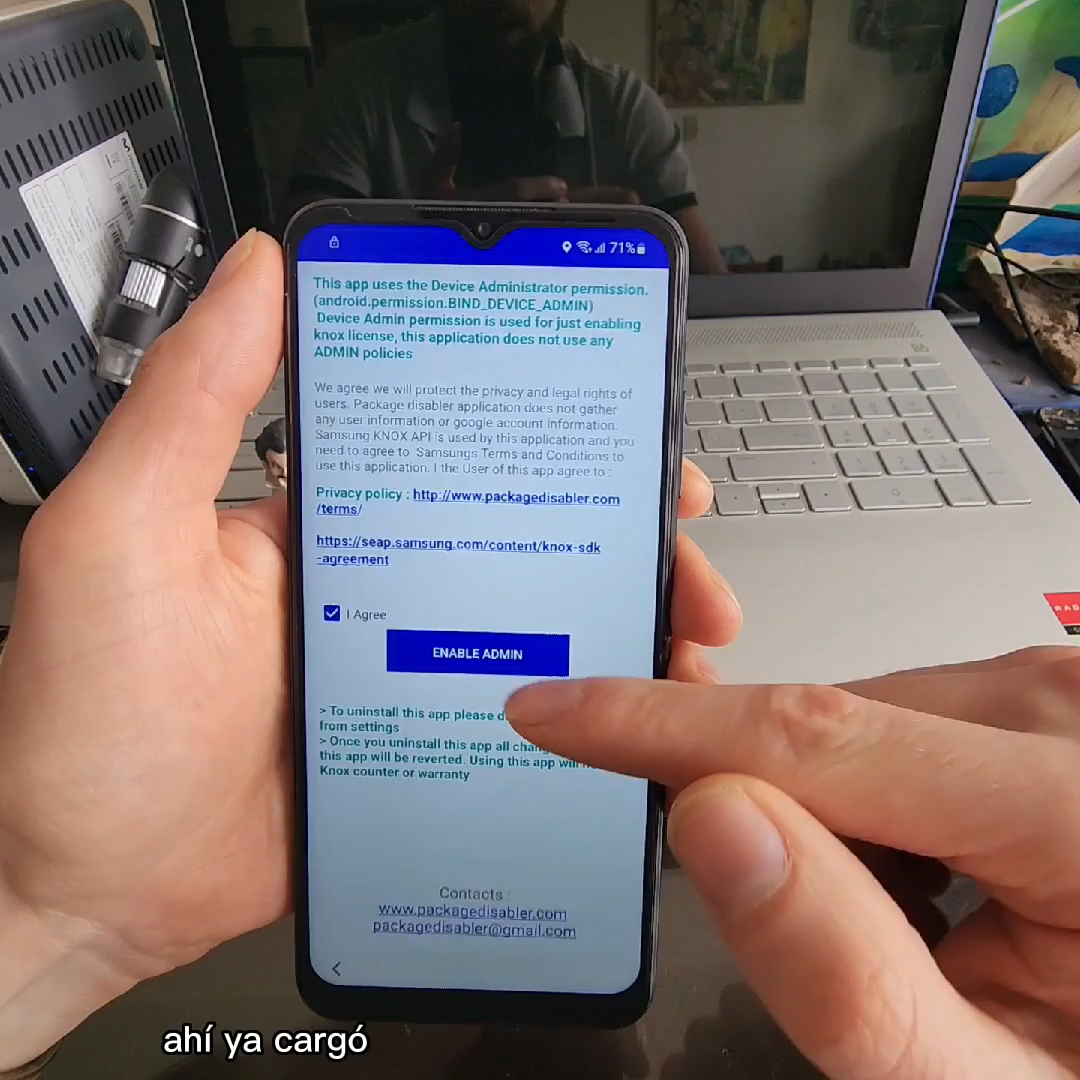 71%
This app uses the Device Administrator permission.
(android.permission.BIND_DEVICE_ADMIN)
Device Admin permission is used for just enabling
knox license, this application does not use any
ADMIN policies
We agree we will protect the privacy and legal rights of
users. Package disabler application does not gather
any user information or google account information.
Samsung KNOX API is used by this application and you
need to agree to Samsungs Terms and Conditions to
use this application. I the User of this app agree to :
Privacy policy : http://www.packagedisabler.com
/terms/
https://seap.samsung.com/content/knox-sdk
-agreement
I Agree
ENABLE ADMIN
> To uninstall this app please
from settings
> Once you uninstall this app all
this app will be reverted. Using this app will
Knox counter or warranty
Contacts :
www.packagedisabler.com
packagedisabler@gmail.com
ahí ya cargó